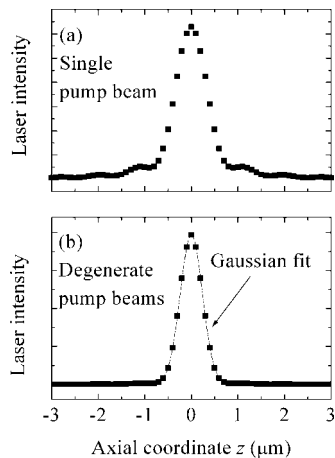 (a)
Single
pump beam
Laser intensity
(b)
Degenerate
pump beams
Gaussian fit
Laser intensity
-3 -2 -1 0 1 2 3
Axial coordinate z (μm)